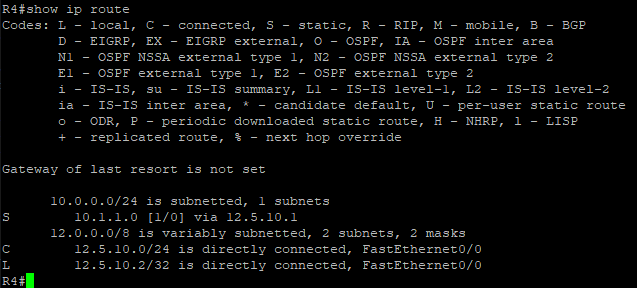 R4#show ip route
Codes: L - local, C - connected, S - static, R - RIP, M - mobile, B - BGP
D - EIGRP, EX - EIGRP external, O - OSPF, IA - OSPF inter area
N1 - OSPF NSSA external type 1, N2 - OSPF NSSA external type 2
E1 - OSPF external type 1, E2 - OSPF external type 2
i - IS-IS, su - IS-IS summary, L1 - IS-IS level-1, L2 - IS-IS level-2
ia - IS-IS inter area, * - candidate default, U - per-user static route
o - ODR, P - periodic downloaded static route, H - NHRP, l - LISP
+ - replicated route, % - next hop override
Gateway of last resort is not set
10.0.0.0/24 is subnetted, 1 subnets
S 10.1.1.0 [1/0] via 12.5.10.1
12.0.0.0/8 is variably subnetted, 2 subnets, 2 masks
C 12.5.10.0/24 is directly connected, FastEthernet0/0
L 12.5.10.2/32 is directly connected, FastEthernet0/0
R4#